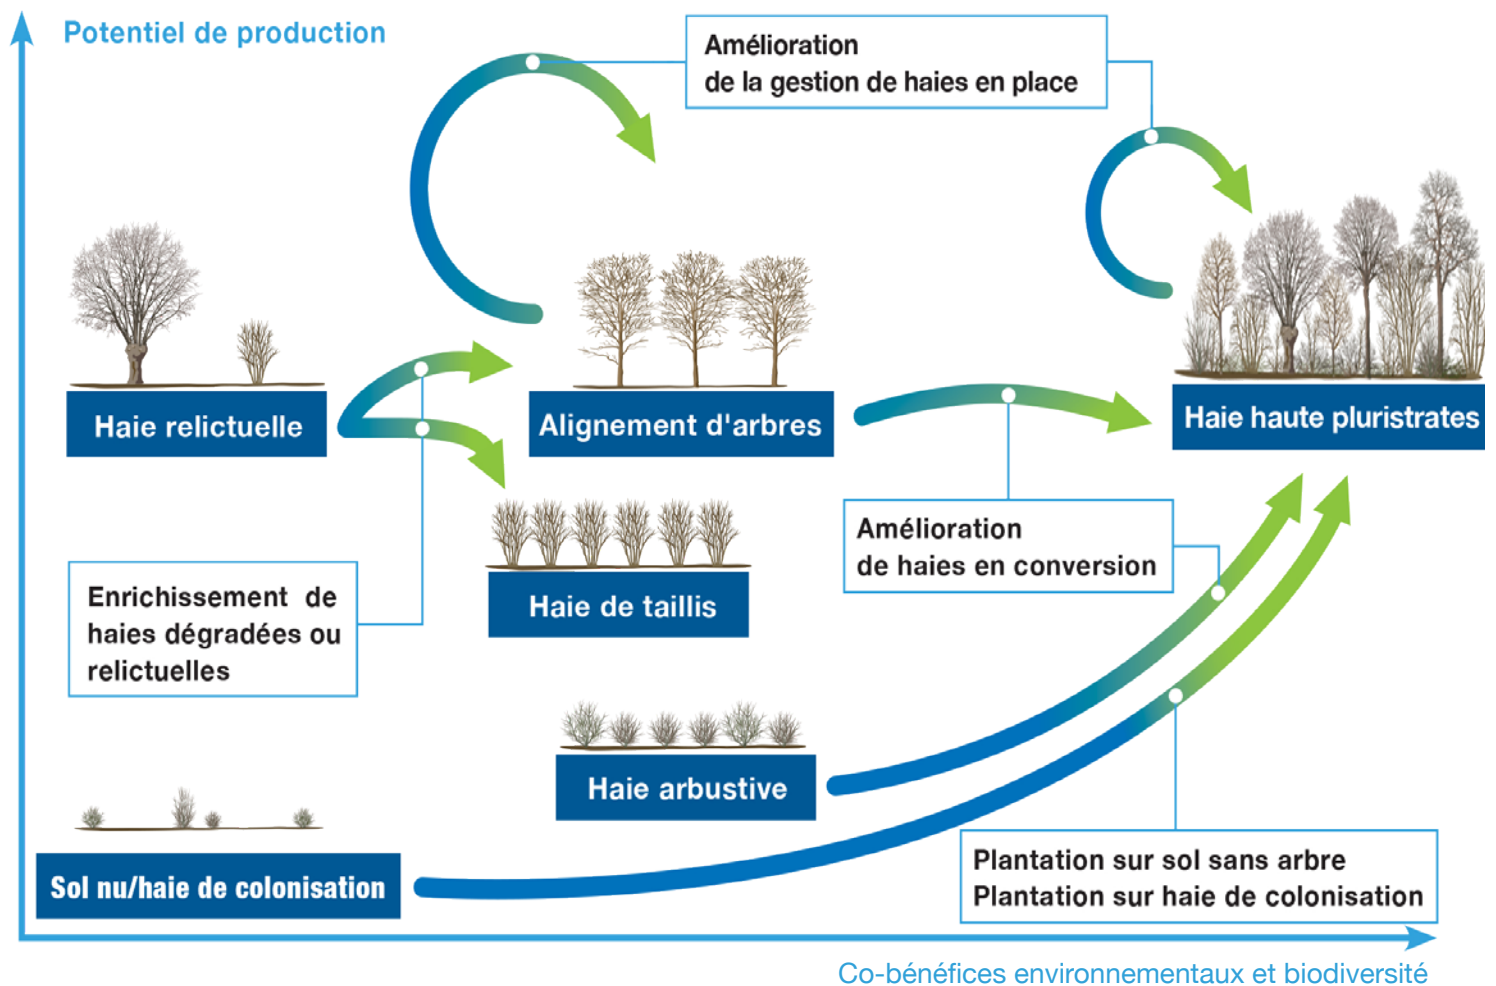 Potentiel de production
Amélioration
de la gestion de haies en place
Haie relictuelle
Alignement d'arbres
Haie haute pluristrates
Amélioration
de haies en conversion
Enrichissement de
haies dégradées ou
relictuelles
Haie de taillis
Haie arbustive
Sol nu/haie de colonisation
Plantation sur sol sans arbre
Plantation sur haie de colonisation
Co-bénéfices environnementaux et biodiversité